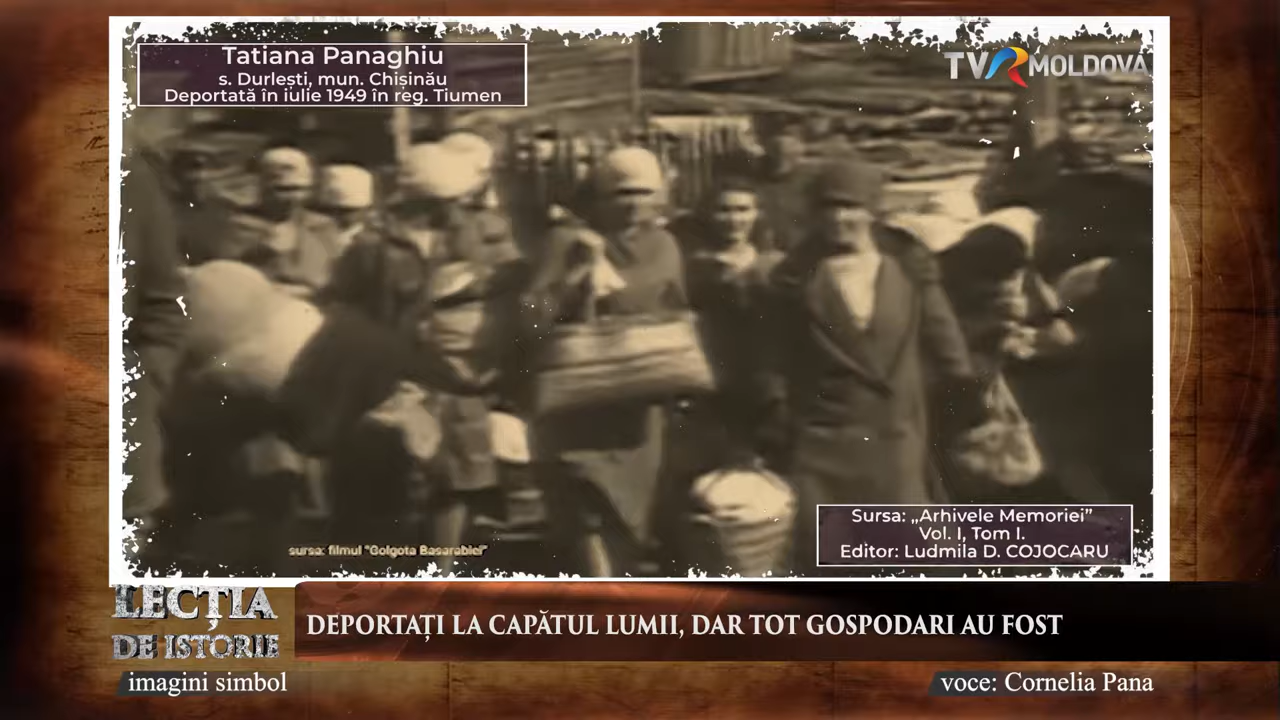 Tatiana Panaghiu
s. Durlești, mun. Chișinău
Deportată în iulie 1949 în reg. Tiumen
TVR MOLDOVA
Sursa: „Arhivele Memoriei”
Vol. I, Tom I.
Editor: Ludmila D. COJOCARU
sursa: filmul "Golgota Basarabiei"
LECȚIA
DE ISTORIE
DEPORTAȚI LA CAPĂTUL LUMII, DAR TOT GOSPODARI AU FOST
imagini simbol
voce: Cornelia Pana